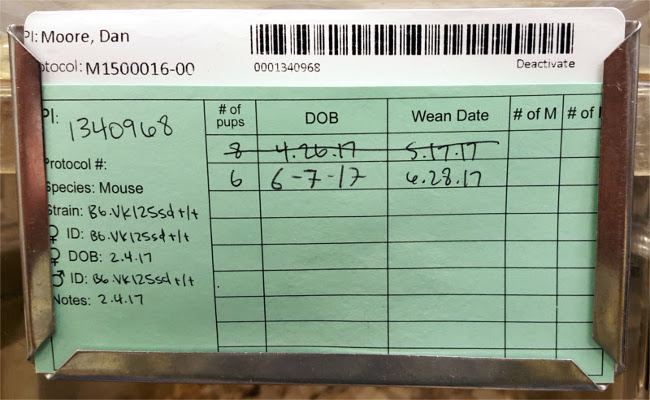 PI: Moore, Dan
otocol: M1500016-00
0001340968
Deactivate
PI: 1340968
Protocol #:
Species: Mouse
Strain: B6.VK125sd t/t
♀ ID: B6.VK125sd t/t
♀ DOB: 2.4.17
♂ ID: B6.VK125sd t/t
Notes: 2.4.17
# of pups DOB Wean Date # of M # of
8 4.26.17 5.17.17
6 6-7-17 6.28.17